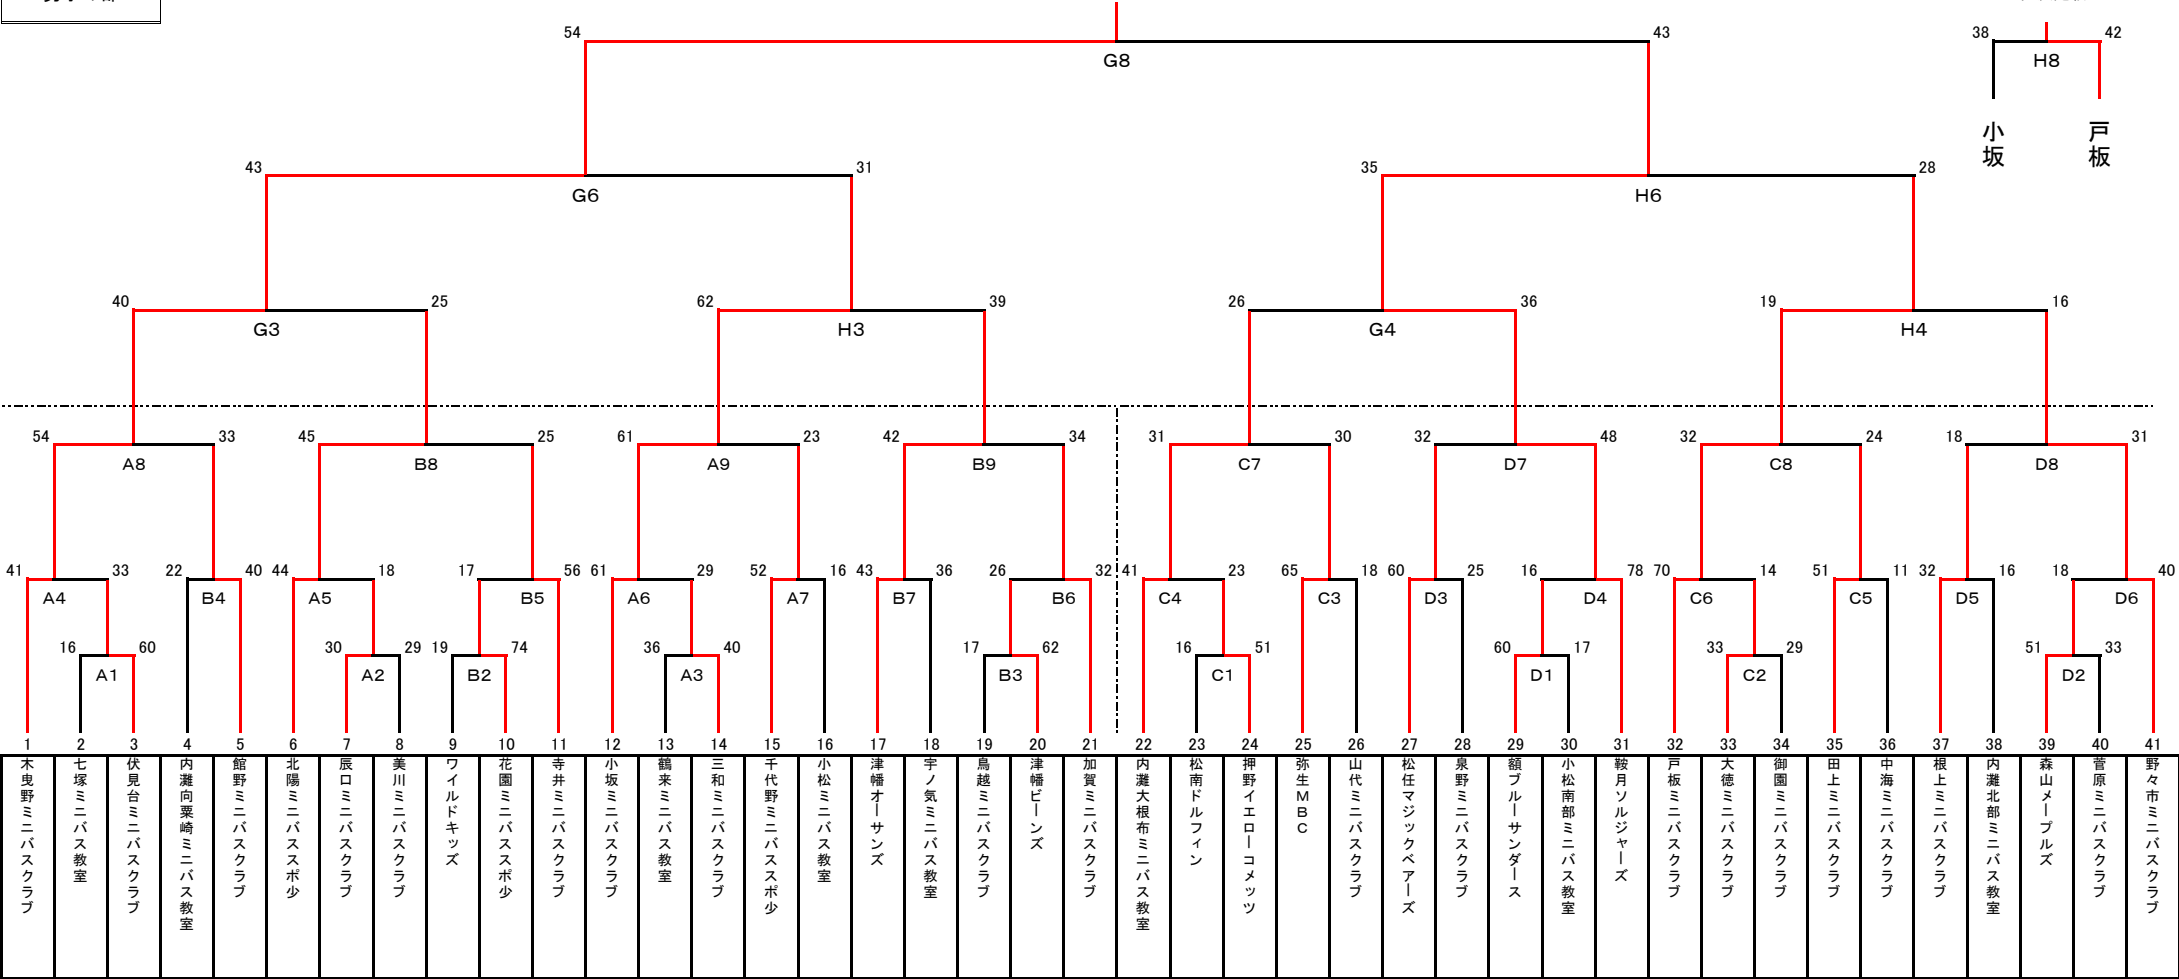 54 43 38 42
G8 H8
小坂 戸板
43 31 35 28
G6 H6
40 25 62 39 26 36 19 16
G3 H3 G4 H4
54 33 45 25 61 23 42 34 31 30 32 48 32 24 18 31
A8 B8 A9 B9 C7 D7 C8 D8
41 33 22 40 44 18 17 56 61 29 52 16 43 36 26 32 41 23 65 18 60 25 16 78 70 14 51 11 32 16 18 40
A4 B4 A5 B5 A6 A7 B7 B6 C4 C3 D3 D4 C6 C5 D5 D6
16 60 30 29 19 74 36 40 17 62 16 51 60 17 33 29 51 33
A1 A2 B2 A3 B3 C1 D1 C2 D2
1 2 3 4 5 6 7 8 9 10 11 12 13 14 15 16 17 18 19 20 21 22 23 24 25 26 27 28 29 30 31 32 33 34 35 36 37 38 39 40 41
木曳野ミニバスクラブ
七塚ミニバス教室
伏見台ミニバスクラブ
内灘向粟崎ミニバス教室
館野ミニバスクラブ
北陽ミニバススポ少
辰口ミニバスクラブ
美川ミニバスクラブ
ワイルドキッズ
花園ミニバススポ少
寺井ミニバスクラブ
小坂ミニバスクラブ
鶴来ミニバス教室
三和ミニバスクラブ
千代野ミニバススポ少
小松ミニバス教室
津幡オーサンズ
宇ノ気ミニバス教室
鳥越ミニバスクラブ
津幡ビーンズ
加賀ミニバスクラブ
内灘大根布ミニバス教室
松南ドルフィン
押野イエローコメッツ
弥生MBC
山代ミニバスクラブ
松任マジックベアーズ
泉野ミニバスクラブ
額ブルーサンダース
小松南部ミニバス教室
鞍月ソルジャーズ
戸板ミニバスクラブ
大徳ミニバスクラブ
御園ミニバスクラブ
田上ミニバスクラブ
中海ミニバスクラブ
根上ミニバスクラブ
内灘北部ミニバス教室
森山メープルズ
菅原ミニバスクラブ
野々市ミニバスクラブ